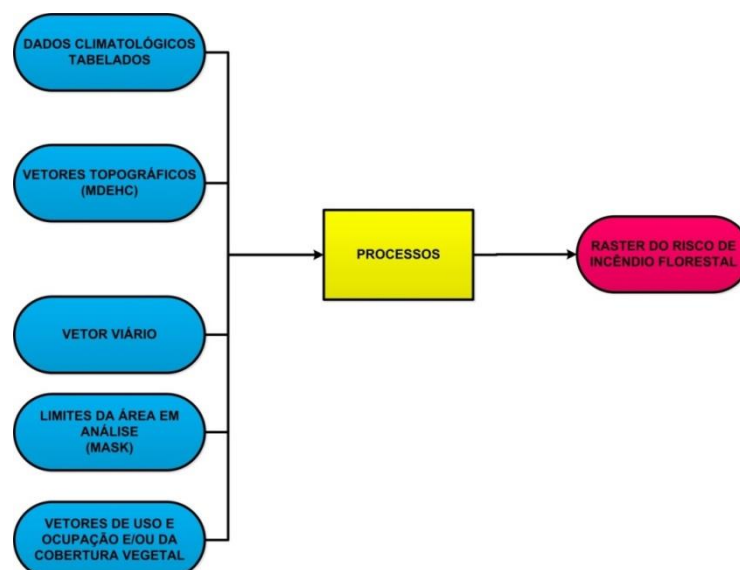 DADOS CLIMATOLÓGICOS
TABELADOS
VETORES TOPOGRÁFICOS
(MDEHC)
VETOR VIÁRIO
LIMITES DA ÁREA EM
ANÁLISE
(MASK)
VETORES DE USO E
OCUPAÇÃO E/OU DA
COBERTURA VEGETAL
PROCESSOS
RASTER DO RISCO DE
INCÊNDIO FLORESTAL